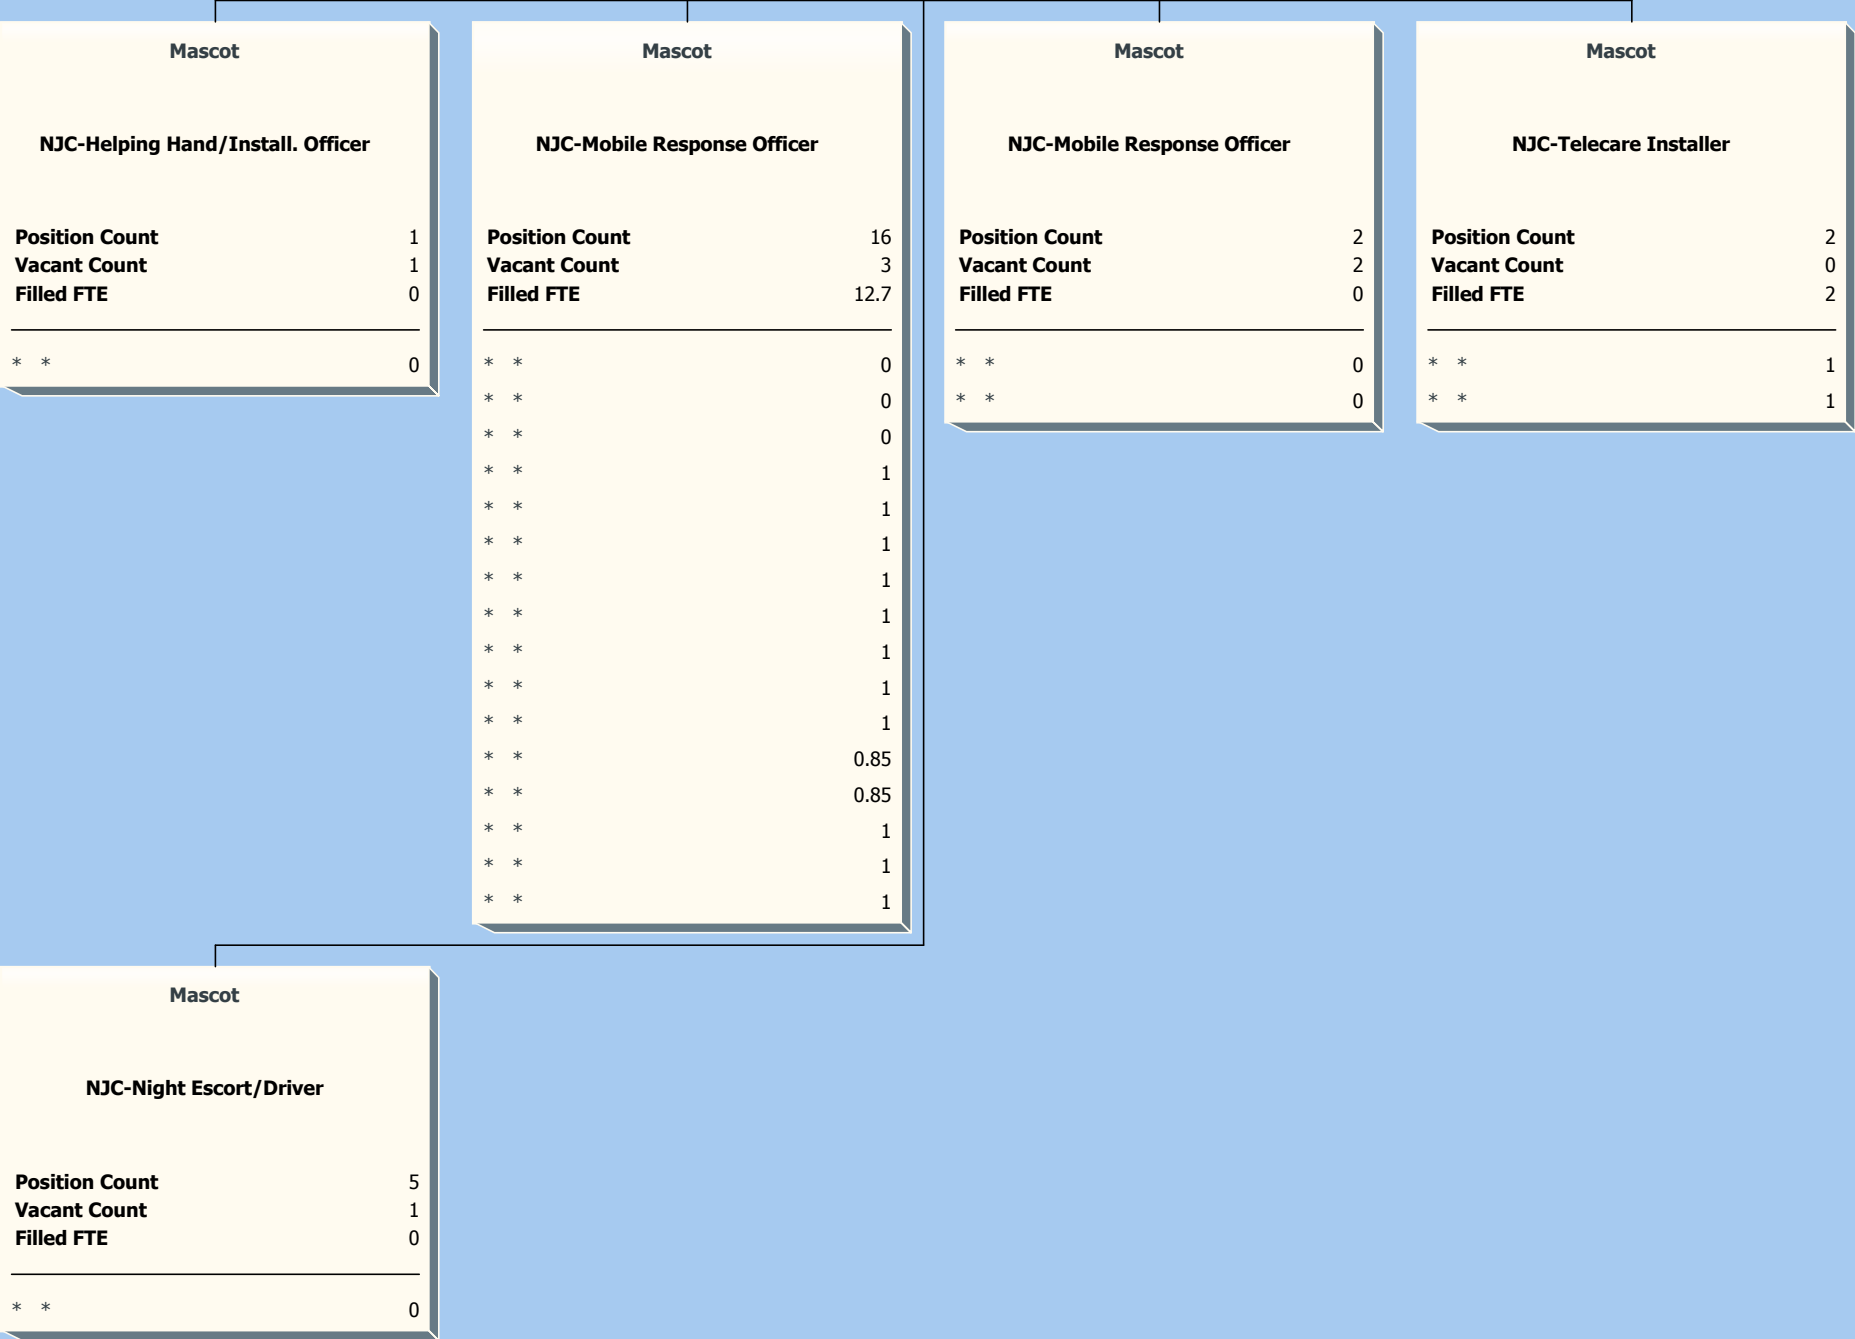 Mascot
NJC-Helping Hand/Install. Officer
Position Count 1
Vacant Count 1
Filled FTE 0
* * 0
Mascot
NJC-Mobile Response Officer
Position Count 16
Vacant Count 3
Filled FTE 12.7
* * 0
* * 0
* * 0
* * 1
* * 1
* * 1
* * 1
* * 1
* * 1
* * 1
* * 1
* * 0.85
* * 0.85
* * 1
* * 1
* * 1
Mascot
NJC-Mobile Response Officer
Position Count 2
Vacant Count 2
Filled FTE 0
* * 0
* * 0
Mascot
NJC-Telecare Installer
Position Count 2
Vacant Count 0
Filled FTE 2
* * 1
* * 1
Mascot
NJC-Night Escort/Driver
Position Count 5
Vacant Count 1
Filled FTE 0
* * 0